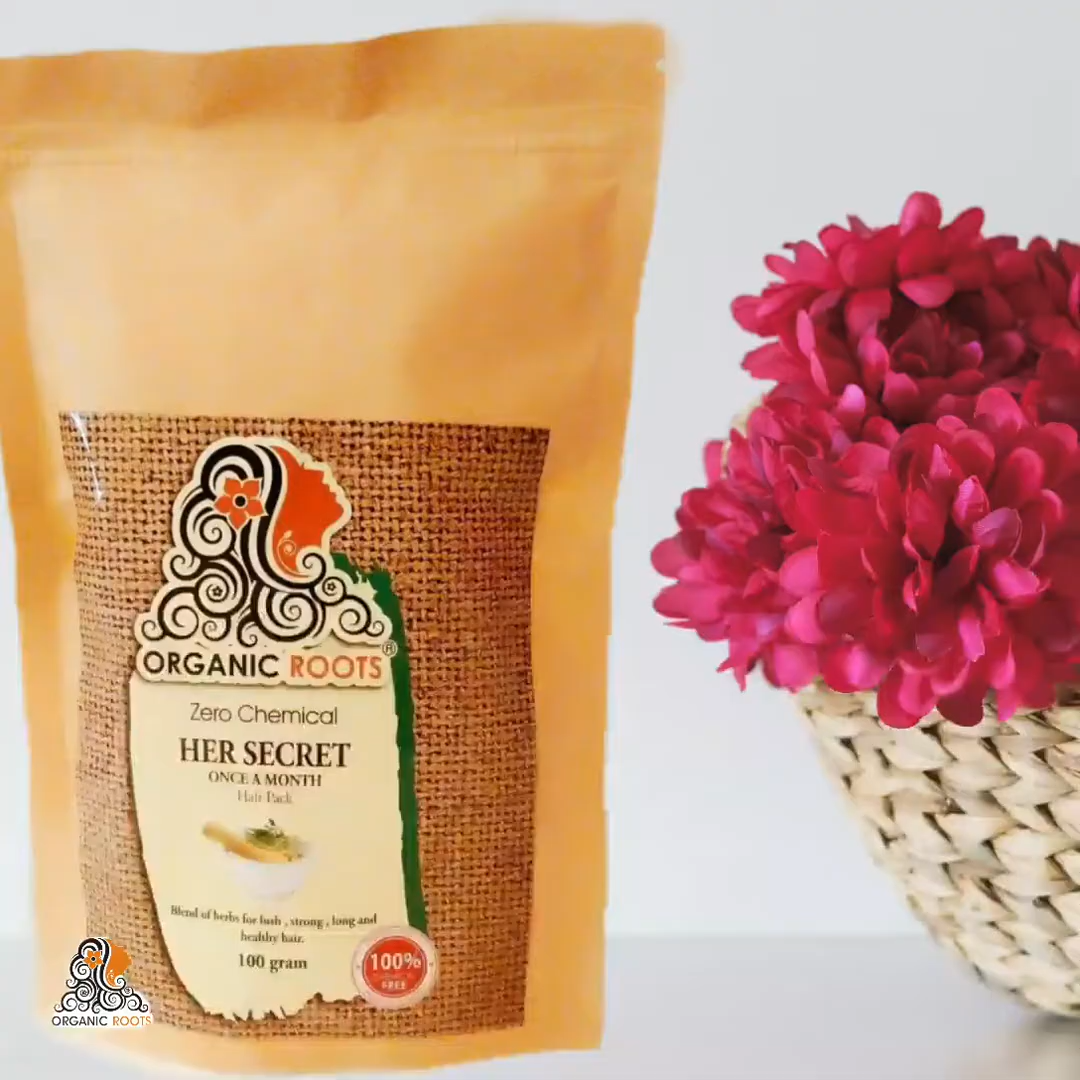 ORGANIC ROOTS®
Zero Chemical
HER SECRET
ONCE A MONTH
Hair Pack
Blend of herbs for lush , strong , long and
healthy hair.
100 gram
100%
FREE
ORGANIC ROOTS